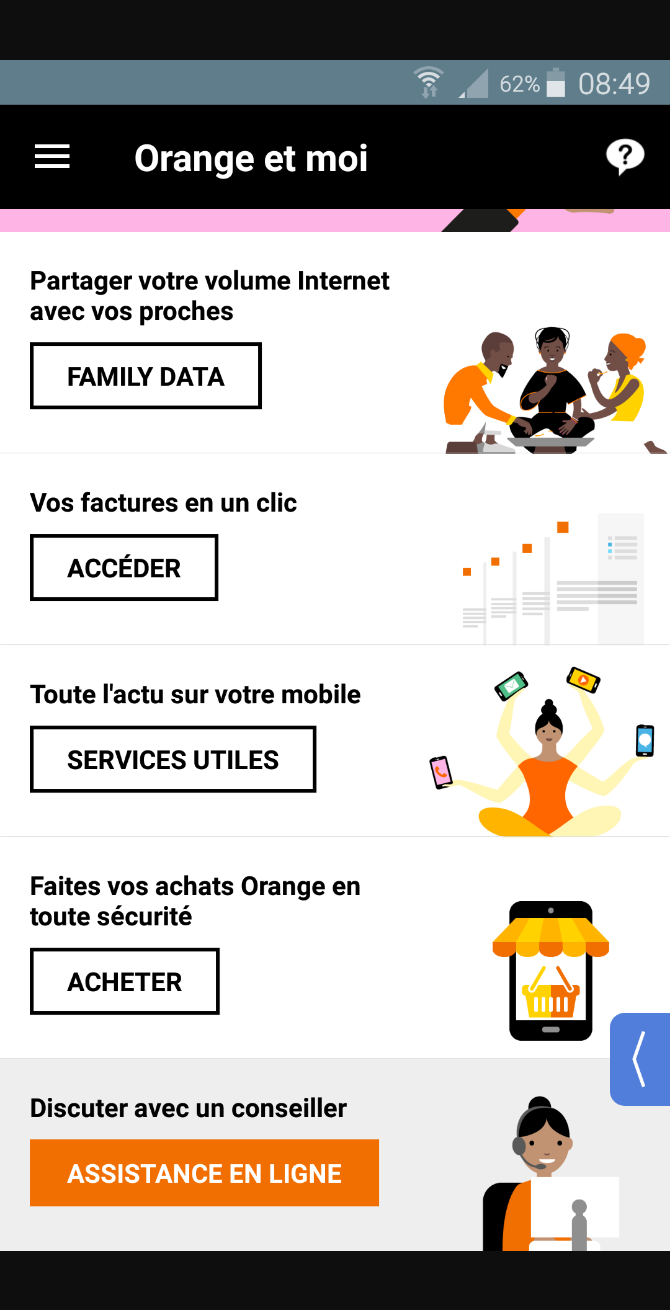 62% 08:49
Orange et moi ?
Partager votre volume Internet
avec vos proches
FAMILY DATA
Vos factures en un clic
ACCÉDER
Toute l'actu sur votre mobile
SERVICES UTILES
Faites vos achats Orange en
toute sécurité
ACHETER
Discuter avec un conseiller
ASSISTANCE EN LIGNE